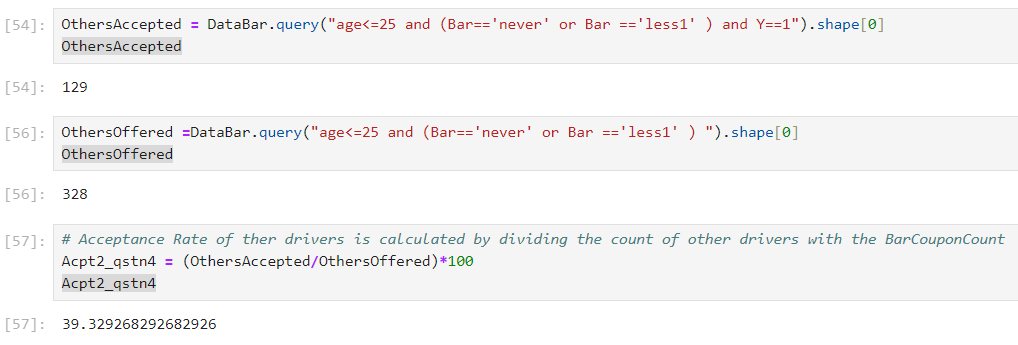 [54]: OthersAccepted = DataBar.query("age<=25 and (Bar=='never' or Bar =='less1' ) and Y==1").shape[0]
OthersAccepted
[54]: 129
[56]: OthersOffered =DataBar.query("age<=25 and (Bar=='never' or Bar =='less1' ) ").shape[0]
OthersOffered
[56]: 328
[57]: # Acceptance Rate of ther drivers is calculated by dividing the count of other drivers with the BarCouponCount
Acpt2_qstn4 = (OthersAccepted/OthersOffered)*100
Acpt2_qstn4
[57]: 39.329268292682926